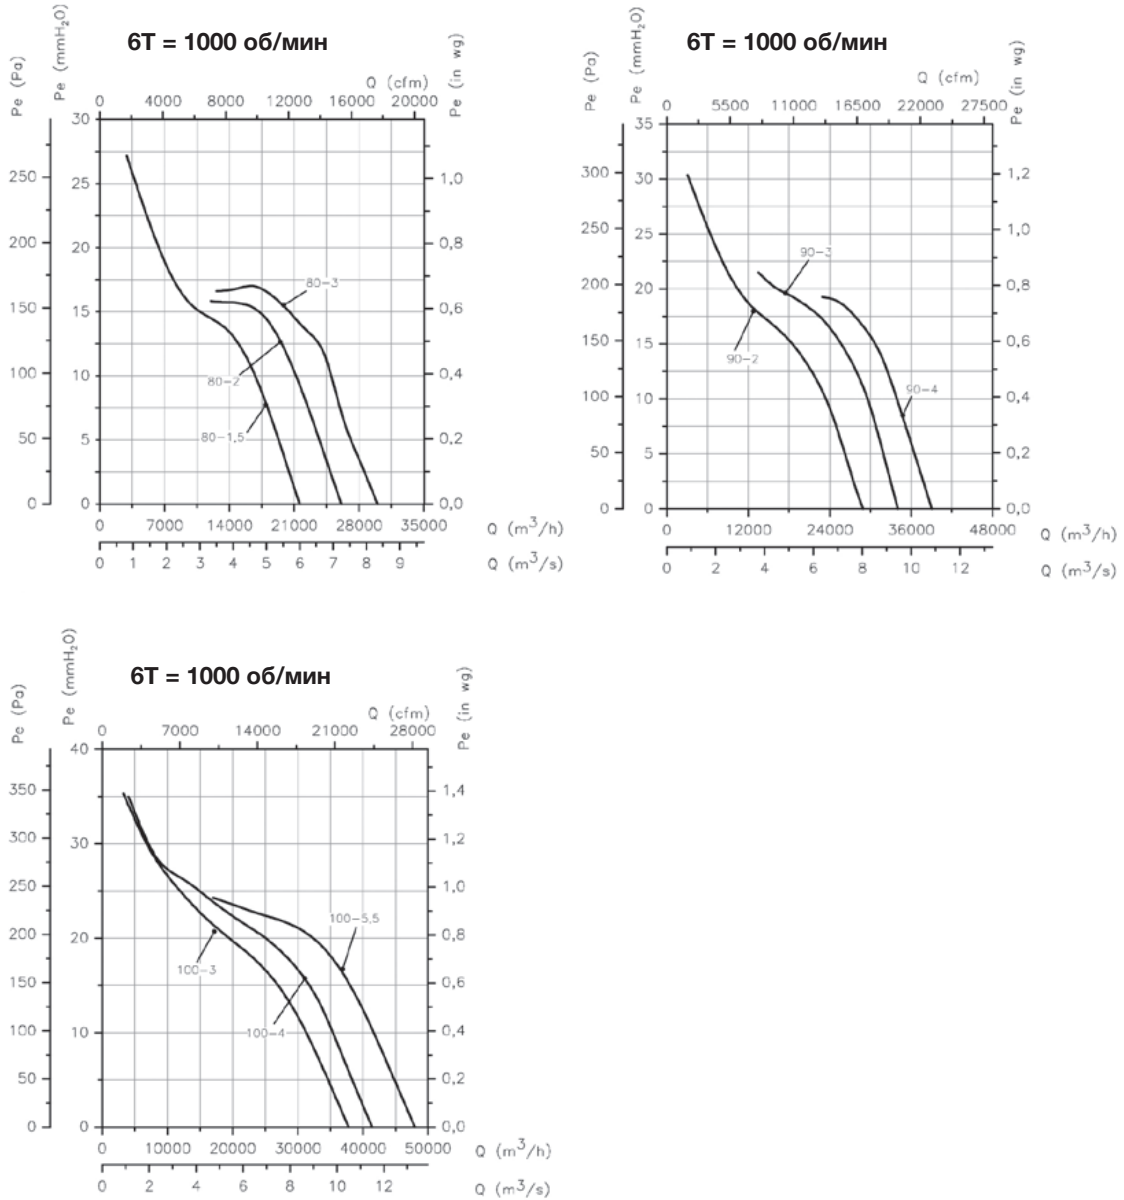 6T = 1000 об/мин
Pe (Pa)
Pe (mmH₂O)
Q (cfm)
Pe (in wg)
0 4000 8000 12000 16000 20000
30
25
20
15
10
5
0
250
200
150
100
50
0
1,0
0,8
0,6
0,4
0,2
0,0
80-3
80-2
80-1,5
0 7000 14000 21000 28000 35000 Q (m³/h)
0 1 2 3 4 5 6 7 8 9 Q (m³/s)
6T = 1000 об/мин
Pe (Pa)
Pe (mmH₂O)
Q (cfm)
Pe (in wg)
0 5500 11000 16500 22000 27500
35
30
25
20
15
10
5
0
300
250
200
150
100
50
0
1,2
1,0
0,8
0,6
0,4
0,2
0,0
90-3
90-2
90-4
0 12000 24000 36000 48000 Q (m³/h)
0 2 4 6 8 10 12 Q (m³/s)
6T = 1000 об/мин
Pe (Pa)
Pe (mmH₂O)
Q (cfm)
Pe (in wg)
0 7000 14000 21000 28000
40
30
20
10
0
350
300
250
200
150
100
50
0
1,4
1,2
1,0
0,8
0,6
0,4
0,2
0,0
100-5,5
100-3
100-4
0 10000 20000 30000 40000 50000 Q (m³/h)
0 2 4 6 8 10 12 Q (m³/s)